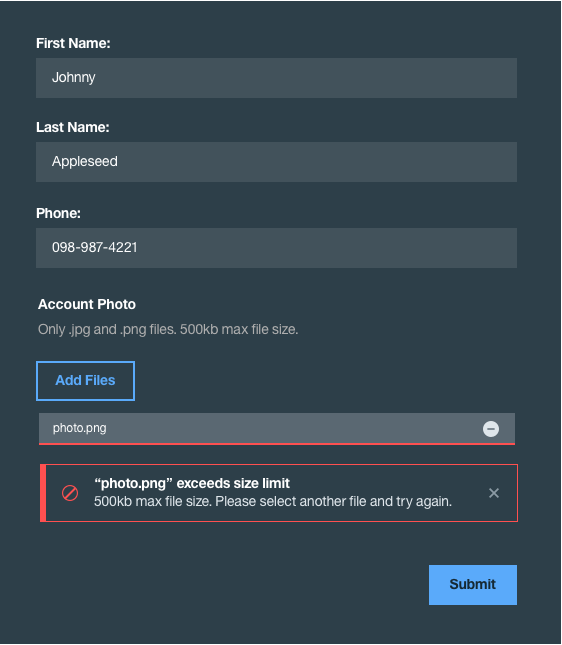 First Name:
Johnny
Last Name:
Appleseed
Phone:
098-987-4221
Account Photo
Only .jpg and .png files. 500kb max file size.
Add Files
photo.png
“photo.png” exceeds size limit
500kb max file size. Please select another file and try again.
Submit